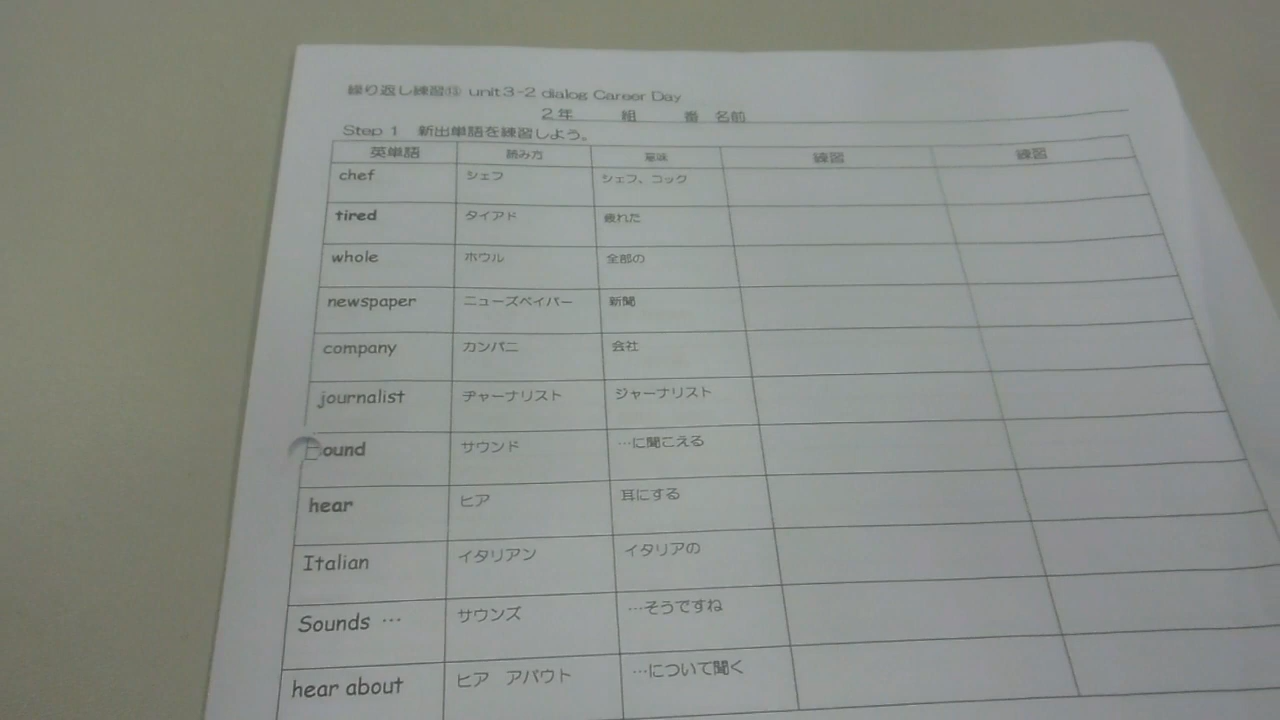 繰り返し練習⑬ unit3-2 dialog Career Day
2年 組 番 名前
Step 1 新出単語を練習しよう。
英単語 読み方 意味 練習 練習
chef シェフ シェフ、コック
tired タイアド 疲れた
whole ホウル 全部の
newspaper ニューズペイパー 新聞
company カンパニ 会社
journalist ヂャーナリスト ジャーナリスト
ound サウンド …に聞こえる
hear ヒア 耳にする
Italian イタリアン イタリアの
Sounds … サウンズ …そうですね
hear about ヒア アバウト …について聞く